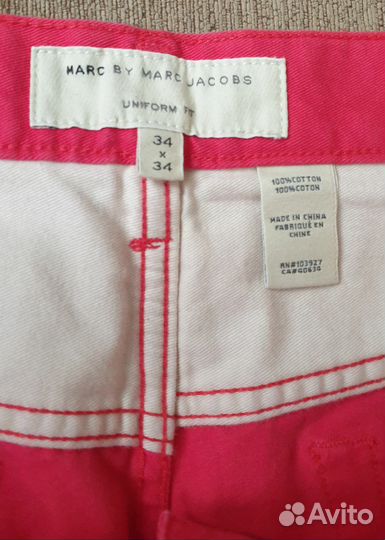 MARC BY MARC JACOBS
UNIFORM FIT
34
x
34
100%COTTON
100%COTON
MADE IN CHINA
FABRIQUÉ EN
CHINE
RN#103927
CA#40634
Avito